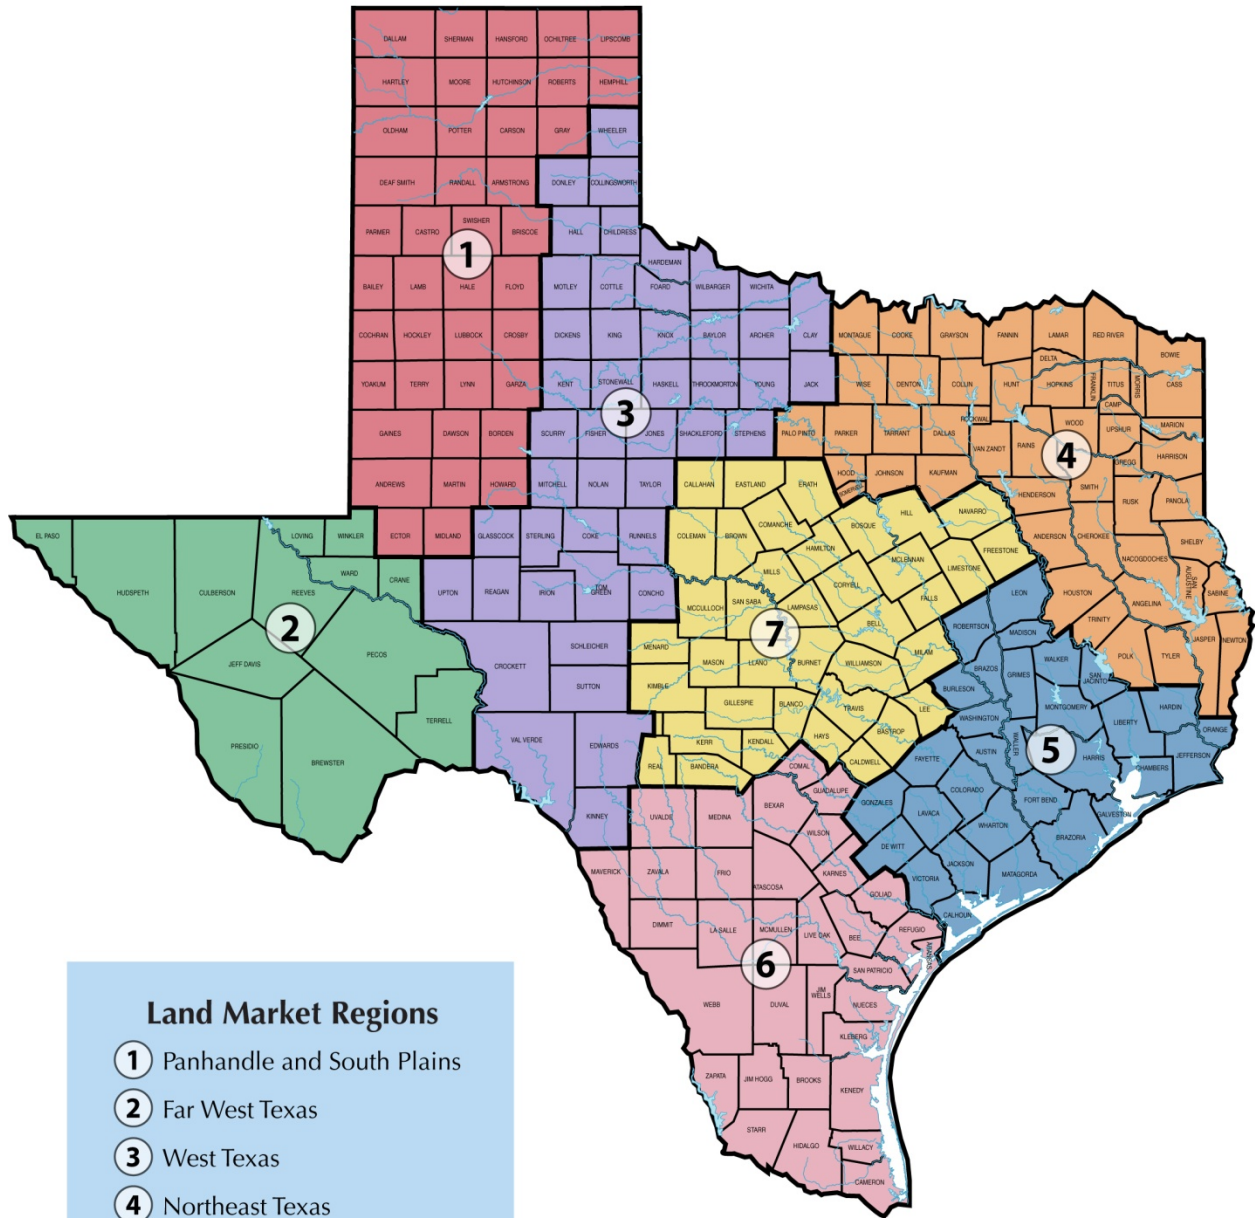 DALLAM SHERMAN HANSFORD OCHILTREE LIPSCOMB
HARTLEY MOORE HUTCHINSON ROBERTS HEMPHILL
OLDHAM POTTER CARSON GRAY WHEELER
DEAF SMITH RANDALL ARMSTRONG DONLEY COLLINGSWORTH
SWISHER
PARMER CASTRO BRISCOE HALL CHILDRESS
1
HARDEMAN
BAILEY LAMB HALE FLOYD MOTLEY COTTLE FOARD WILBARGER WICHITA
COCHRAN HOCKLEY LUBBOCK CROSBY DICKENS KING KNOX BAYLOR ARCHER CLAY MONTAGUE COOKE GRAYSON FANNIN LAMAR RED RIVER
BOWIE
DELTA
YOAKUM TERRY LYNN GARZA KENT STONEWALL HASKELL THROCKMORTON YOUNG JACK WISE DENTON COLLIN HUNT HOPKINS FRANKLIN TITUS MORRIS CASS
CAMP
3
ROCKWAL WOOD UPSHUR MARION
GAINES DAWSON BORDEN SCURRY FISHER JONES SHACKLEFORD STEPHENS PALO PINTO PARKER TARRANT DALLAS VAN ZANDT RAINS
4
GREGG HARRISON
HOOD JOHNSON KAUFMAN
ANDREWS MARTIN HOWARD MITCHELL NOLAN TAYLOR CALLAHAN EASTLAND ERATH SOMERVELL HENDERSON SMITH RUSK PANOLA
EL PASO HUDSPETH CULBERSON LOVING WINKLER ECTOR MIDLAND GLASSCOCK STERLING COKE RUNNELS COLEMAN BROWN COMANCHE BOSQUE HILL NAVARRO ANDERSON CHEROKEE SHELBY
HAMILTON MCLENNAN FREESTONE NACOGDOCHES
WARD CRANE REEVES LIMESTONE SAN AUGUSTINE SABINE
UPTON REAGAN IRION TOM GREEN CONCHO MILLS CORYELL FALLS LEON HOUSTON ANGELINA
MCCULLOCH SAN SABA LAMPASAS BELL ROBERTSON MADISON TRINITY JASPER NEWTON
2
7
JEFF DAVIS PECOS CROCKETT SCHLEICHER MENARD MASON LLANO BURNET WILLIAMSON MILAM BRAZOS WALKER POLK TYLER
SUTTON KIMBLE GRIMES SAN JACINTO
GILLESPIE BLANCO TRAVIS LEE BURLESON MONTGOMERY LIBERTY HARDIN
PRESIDIO BREWSTER TERRELL VAL VERDE EDWARDS KERR KENDALL HAYS BASTROP WASHINGTON WALLER ORANGE
REAL BANDERA COMAL CALDWELL FAYETTE AUSTIN
5
HARRIS CHAMBERS JEFFERSON
GUADALUPE COLORADO FORT BEND
KINNEY UVALDE MEDINA BEXAR GONZALES LAVACA WHARTON BRAZORIA GALVESTON
WILSON DE WITT JACKSON MATAGORDA
MAVERICK ZAVALA FRIO ATASCOSA KARNES VICTORIA
GOLIAD CALHOUN
DIMMIT LA SALLE MCMULLEN LIVE OAK BEE REFUGIO
ARANSAS
6
SAN PATRICIO
WEBB DUVAL JIM WELLS NUECES
KLEBERG
ZAPATA JIM HOGG BROOKS KENEDY
STARR HIDALGO WILLACY
CAMERON
Land Market Regions
1 Panhandle and South Plains
2 Far West Texas
3 West Texas
4 Northeast Texas